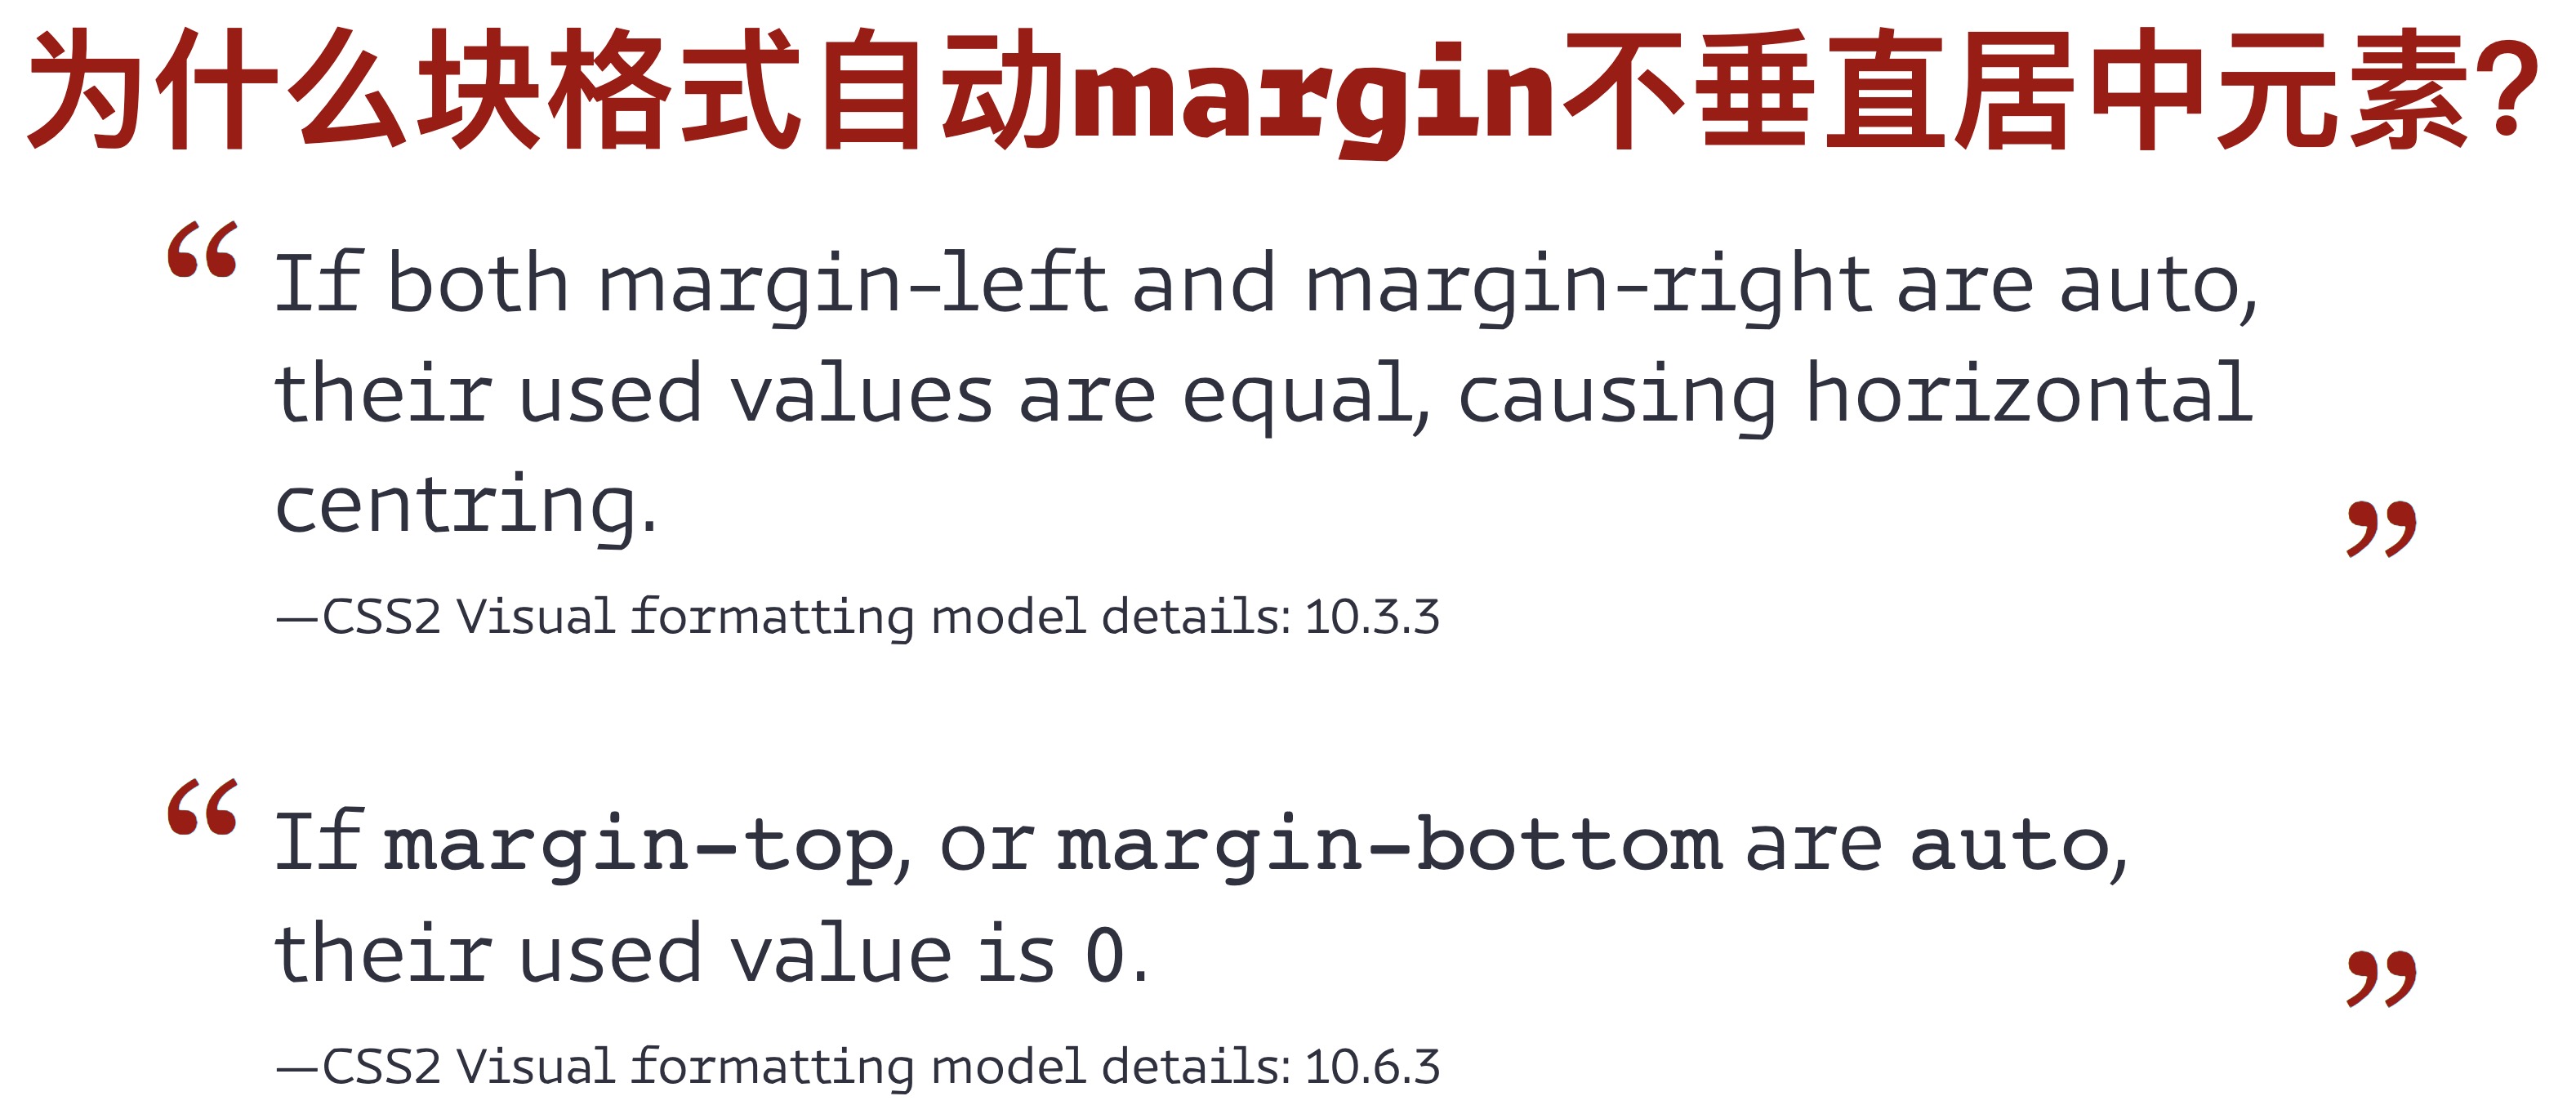 为什么块格式自动margin不垂直居中元素?
“If both margin-left and margin-right are auto,
their used values are equal, causing horizontal
centring.”
—CSS2 Visual formatting model details: 10.3.3
“If margin-top, or margin-bottom are auto,
their used value is 0.”
—CSS2 Visual formatting model details: 10.6.3